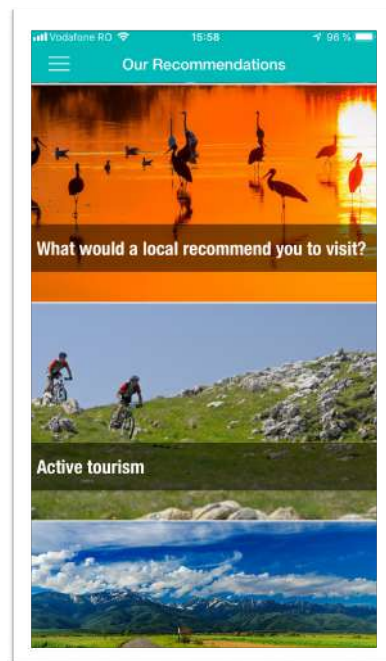 Vodafone RO 15:58 96 %
Our Recommendations
What would a local recommend you to visit?
Active tourism